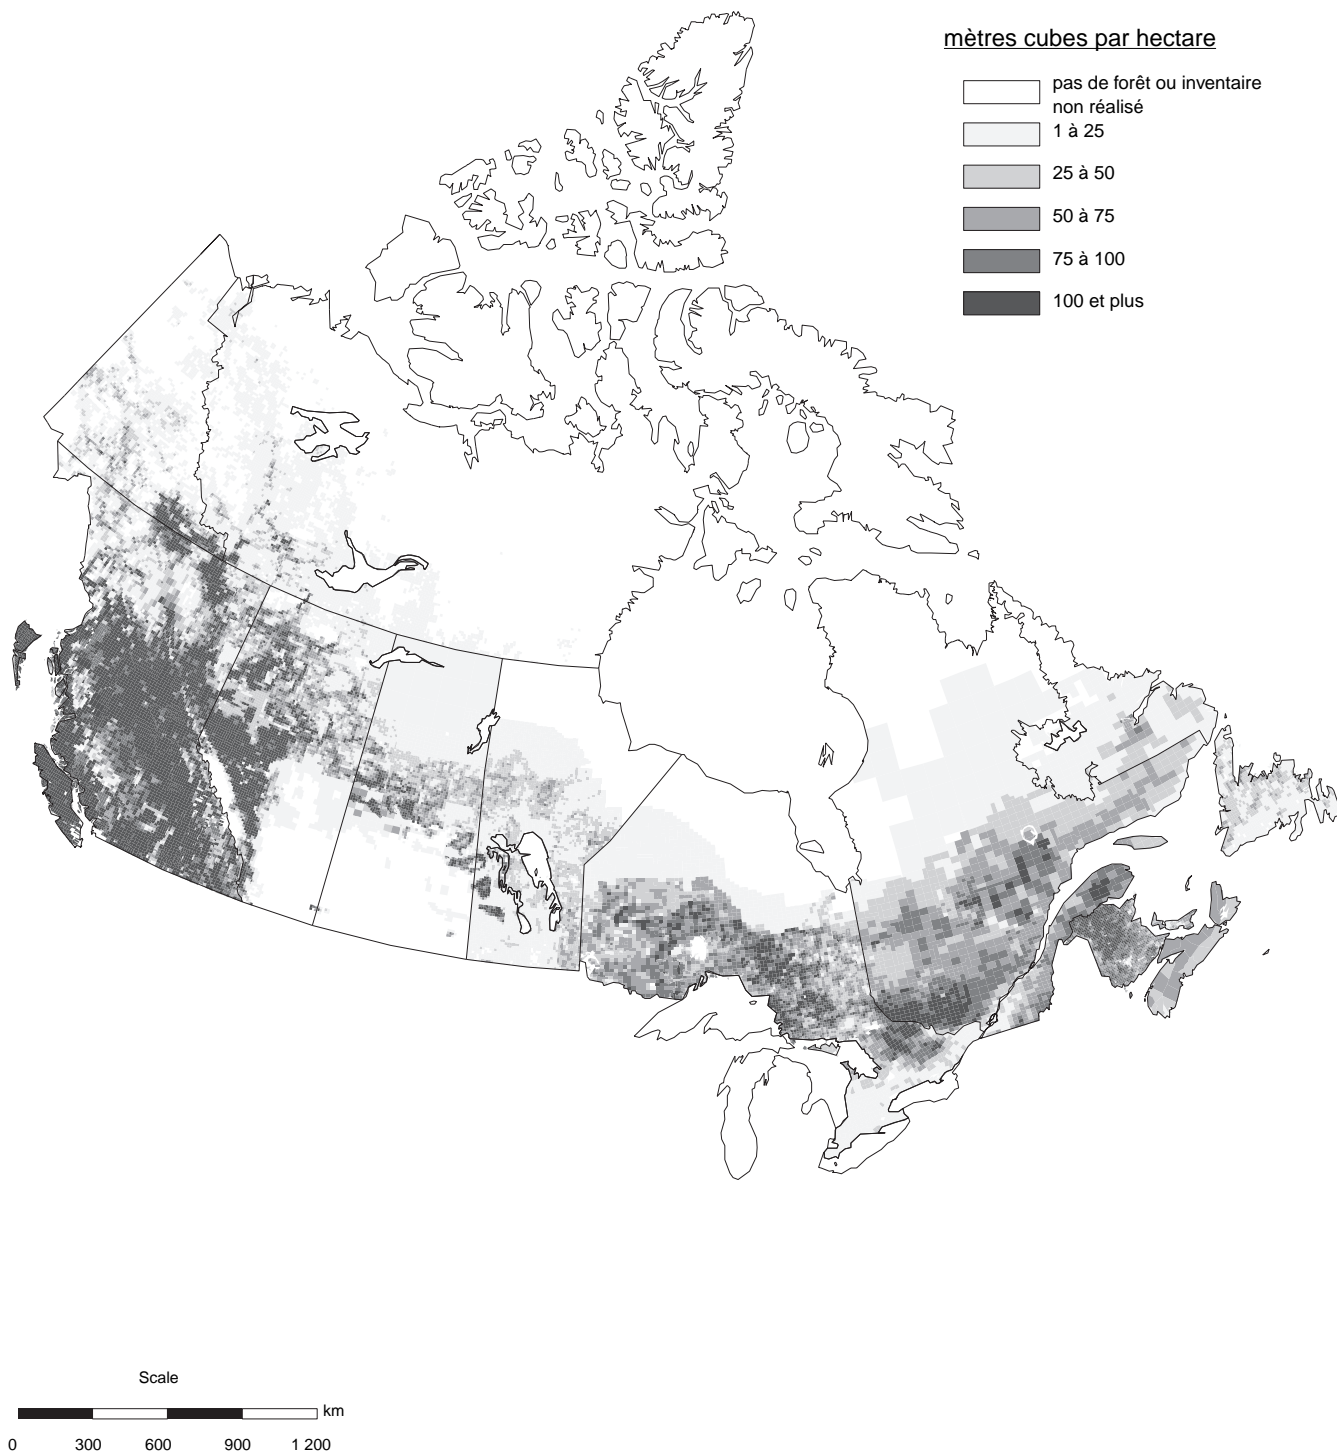 mètres cubes par hectare
pas de forêt ou inventaire
non réalisé
1 à 25
25 à 50
50 à 75
75 à 100
100 et plus
Scale
km
0 300 600 900 1 200